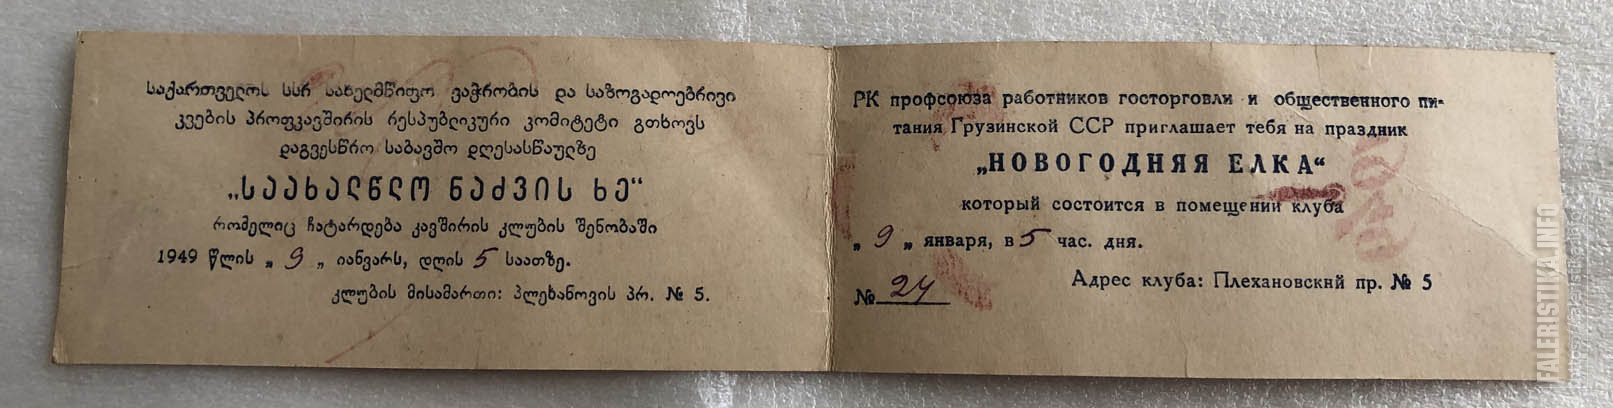 საქართველოს სსრ სახელმწიფო ვაჭრობის და საზოგადოებრივი
კვების პროფკავშირის რესპუბლიკური კომიტეტი გთხოვს
დაგვესწრო საბავშო დღესასწაულზე
„ᲡᲐᲐᲮᲐᲚᲬᲚᲝ ᲜᲐᲫᲕᲘᲡ ᲮᲔ“
რომელიც ჩატარდება კავშირის კლუბის შენობაში
1949 წლის „ 9 „ იანვარს, დღის 5 საათზე.
კლუბის მისამართი: პლეხანოვის პრ. № 5.
РК профсоюза работников госторговли и общественного пи-
тания Грузинской ССР приглашает тебя на праздник
„НОВОГОДНЯЯ ЕЛКА“
который состоится в помещении клуба
„ 9 „ января, в 5 час. дня.
№ 24
Адрес клуба: Плехановский пр. № 5
FALERISTIKA.INFO